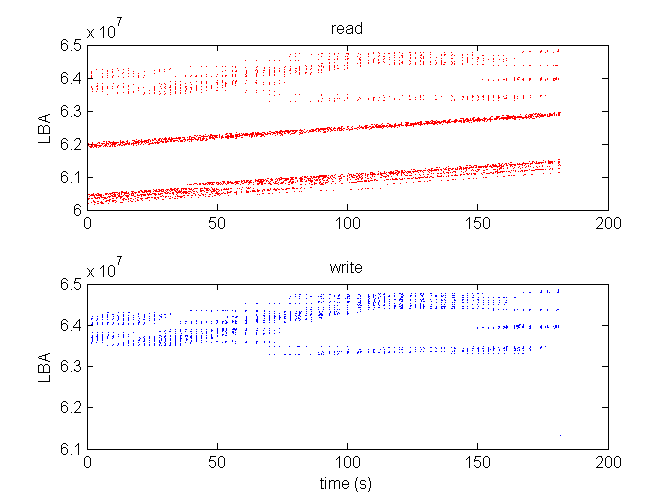 x 10^7
read
6.5
6.4
6.3
6.2
6.1
6
LBA
0 50 100 150 200
x 10^7
write
6.5
6.4
6.3
6.2
6.1
LBA
0 50 100 150 200
time (s)